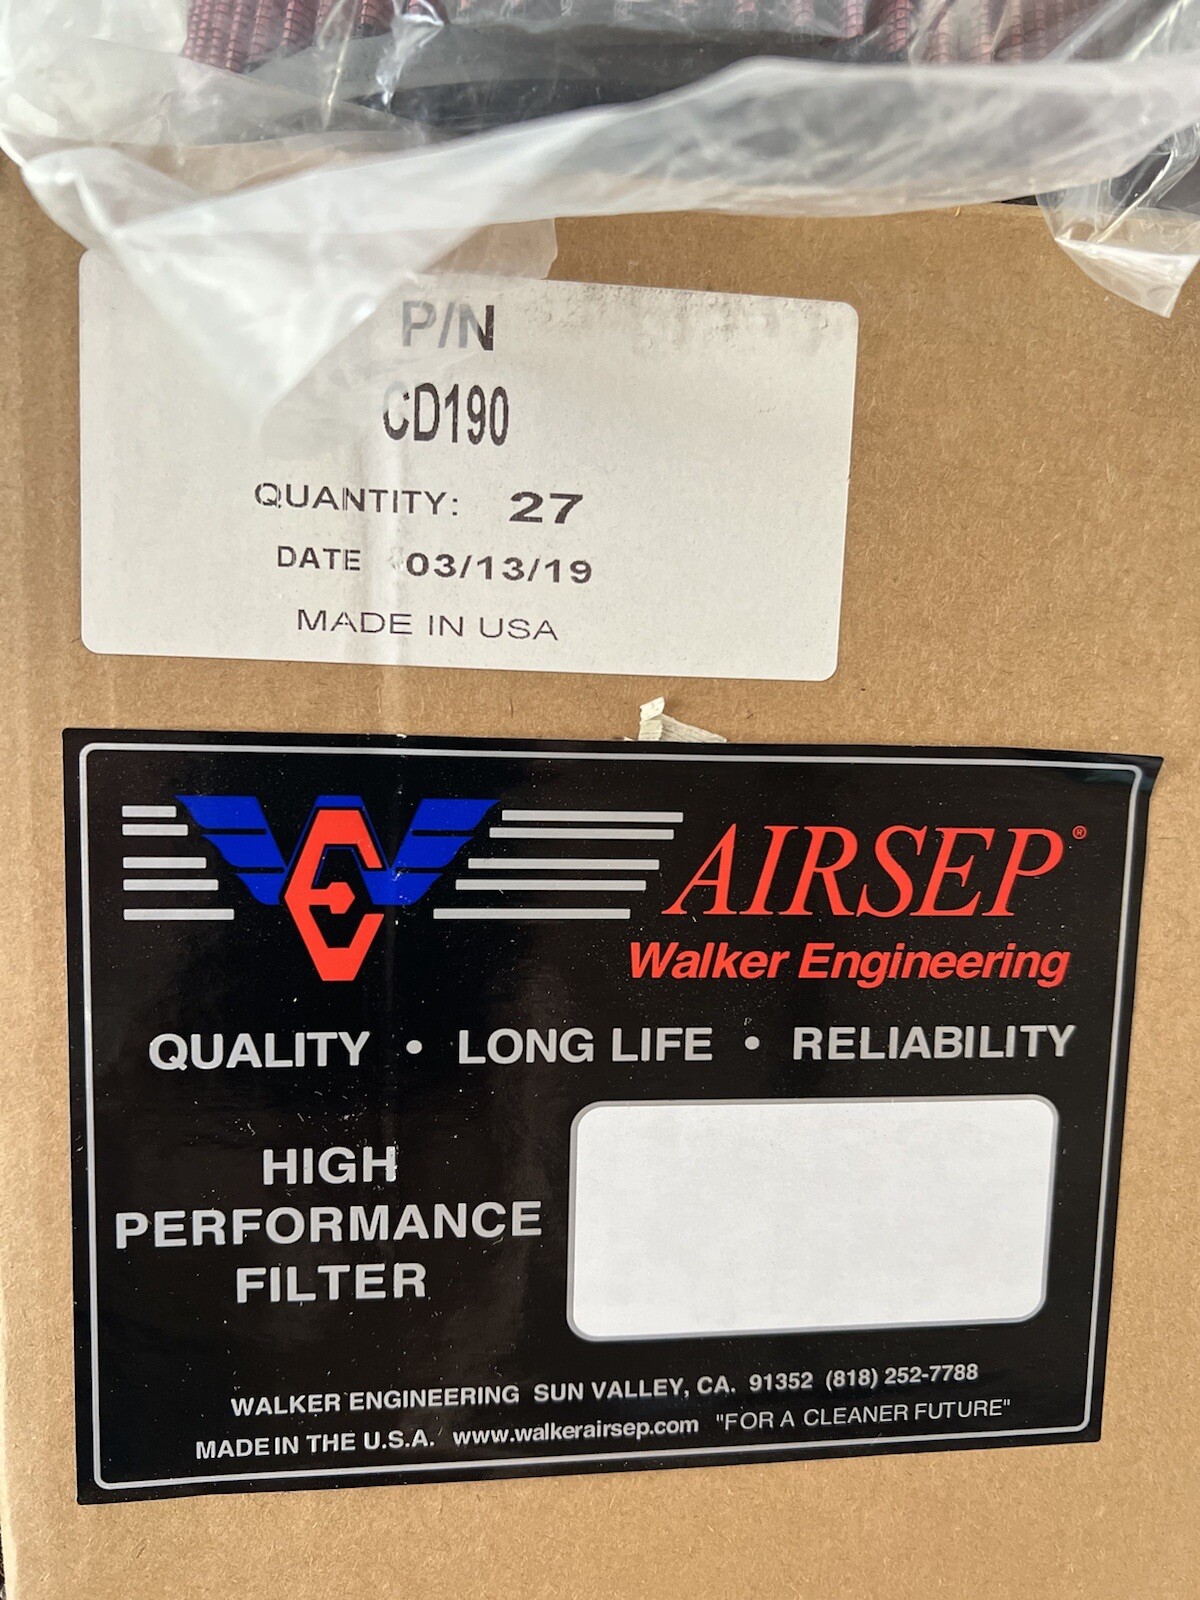 P/N
CD190
QUANTITY: 27
DATE 03/13/19
MADE IN USA
WE
AIRSEP®
Walker Engineering
QUALITY • LONG LIFE • RELIABILITY
HIGH
PERFORMANCE
FILTER
WALKER ENGINEERING SUN VALLEY, CA. 91352 (818) 252-7788
MADE IN THE U.S.A. www.walkerairsep.com "FOR A CLEANER FUTURE"